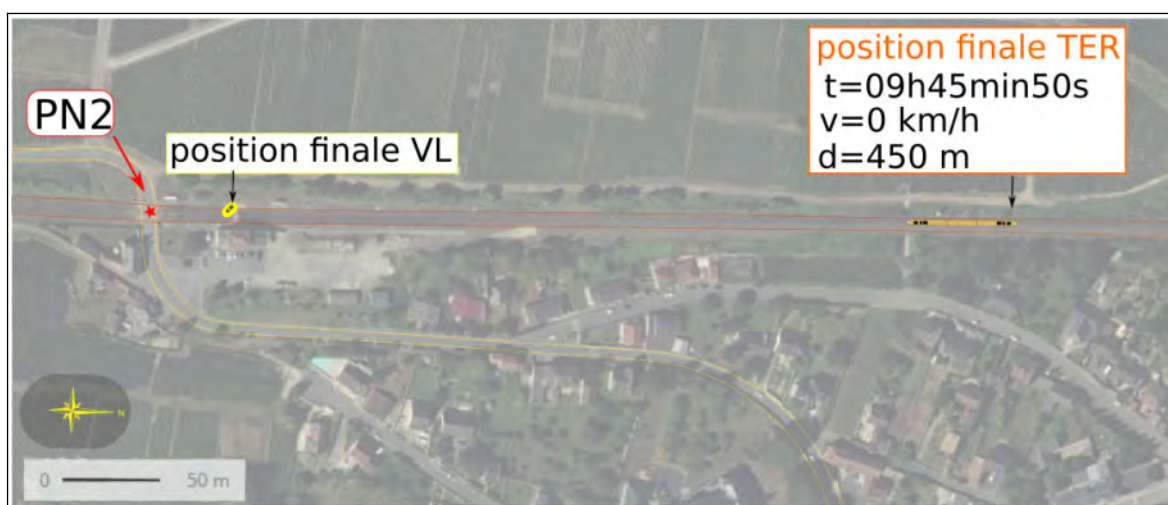 position finale TER
t=09h45min50s
v=0 km/h
d=450 m
PN2
position finale VL
N
0 50 m